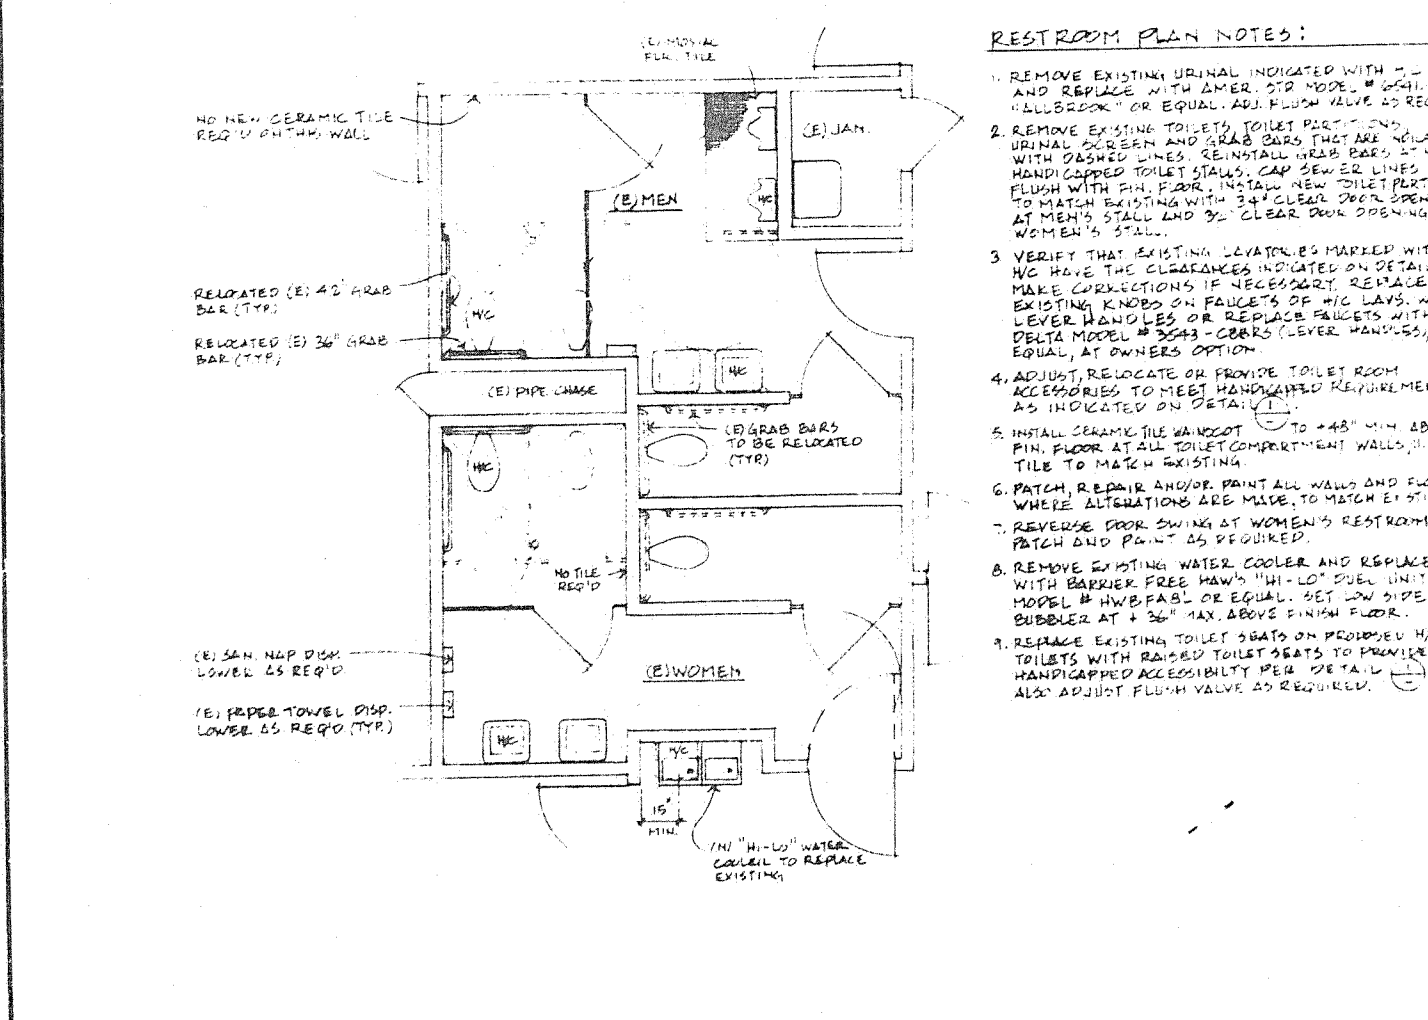 RESTROOM PLAN NOTES:
1. REMOVE EXISTING URINAL INDICATED WITH
AND REPLACE WITH AMER. STD MODEL # 6541.
"ALLBROOK" OR EQUAL. ADJ. FLUSH VALVE AS REQ
2. REMOVE EXISTING TOILETS, TOILET PARTITIONS,
URINAL SCREEN AND GRAB BARS THAT ARE
WITH DASHED LINES. REINSTALL GRAB BARS AT
HANDICAPPED TOILET STALLS. CAP SEWER LINES
FLUSH WITH FIN. FLOOR. INSTALL NEW TOILET PART
TO MATCH EXISTING WITH 34" CLEAR DOOR OPEN
AT MEN'S STALL AND 32" CLEAR DOOR OPENING
WOMEN'S STALL.
3. VERIFY THAT EXISTING LAVATORIES MARKED WIT
H/C HAVE THE CLEARANCES INDICATED ON DETAI
MAKE CORRECTIONS IF NECESSARY. REPLACE
EXISTING KNOBS ON FAUCETS OF H/C LAVS. W
LEVER HANDLES OR REPLACE FAUCETS WITH
DELTA MODEL # 3543 - CBBRS (LEVER HANDLES),
EQUAL, AT OWNERS OPTION.
4. ADJUST, RELOCATE OR PROVIDE TOILET ROOM
ACCESSORIES TO MEET HANDICAPPED REQUIREME
AS INDICATED ON DETAIL 1.
5. INSTALL CERAMIC TILE WAINSCOT TO +48" MIN. AB
FIN. FLOOR AT ALL TOILET COMPARTMENT WALLS,
TILE TO MATCH EXISTING.
6. PATCH, REPAIR AND/OR PAINT ALL WALLS AND FLO
WHERE ALTERATIONS ARE MADE, TO MATCH EXISTI
7. REVERSE DOOR SWING AT WOMEN'S RESTROOM
PATCH AND PAINT AS REQUIRED.
8. REMOVE EXISTING WATER COOLER AND REPLACE
WITH BARRIER FREE HAW'S "HI-LO" DUEL UNIT
MODEL # HWBFA8L OR EQUAL. SET LOW SIDE
BUBBLER AT + 36" MAX. ABOVE FINISH FLOOR.
9. REPLACE EXISTING TOILET SEATS ON PROPOSED H/
TOILETS WITH RAISED TOILET SEATS TO PROVIDE
HANDICAPPED ACCESSIBILTY PER DETAIL 1
ALSO ADJUST FLUSH VALVE AS REQUIRED.
FLR. TILE
NO NEW CERAMIC TILE
REQ'D ON THIS WALL
(E) JAN.
(E) MEN
H/C
RELOCATED (E) 42" GRAB
BAR (TYP.)
H/C
RELOCATED (E) 36" GRAB
BAR (TYP.)
H/C
(E) PIPE CHASE
(E) GRAB BARS
TO BE RELOCATED
(TYP.)
H/C
NO TILE
REQ'D
(E) SAN. NAP DISP.
LOWER AS REQ'D.
(E) WOMEN
(E) PAPER TOWEL DISP.
LOWER AS REQ'D (TYP.)
H/C
H/C
15"
MIN.
(N) "HI-LO" WATER
COOLER TO REPLACE
EXISTING